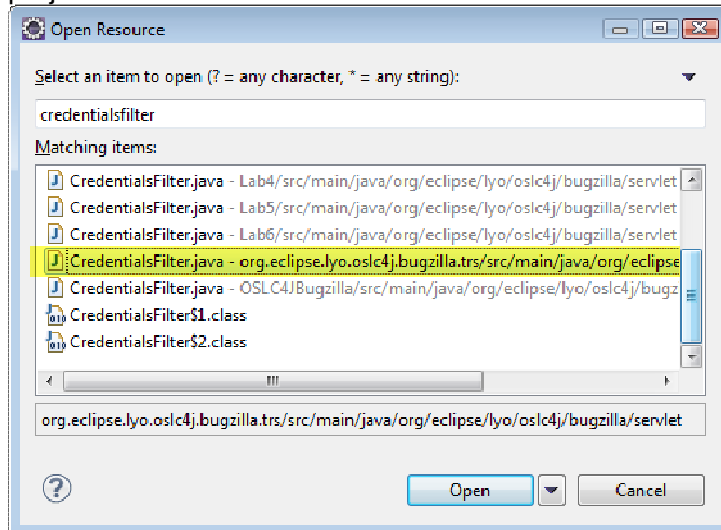 Open Resource
Select an item to open (? = any character, * = any string):
credentialsfilter
Matching items:
CredentialsFilter.java - Lab4/src/main/java/org/eclipse/lyo/oslc4j/bugzilla/servlet
CredentialsFilter.java - Lab5/src/main/java/org/eclipse/lyo/oslc4j/bugzilla/servlet
CredentialsFilter.java - Lab6/src/main/java/org/eclipse/lyo/oslc4j/bugzilla/servlet
CredentialsFilter.java - org.eclipse.lyo.oslc4j.bugzilla.trs/src/main/java/org/eclipse
CredentialsFilter.java - OSLC4JBugzilla/src/main/java/org/eclipse/lyo/oslc4j/bugz
CredentialsFilter$1.class
CredentialsFilter$2.class
org.eclipse.lyo.oslc4j.bugzilla.trs/src/main/java/org/eclipse/lyo/oslc4j/bugzilla/servlet
Open
Cancel